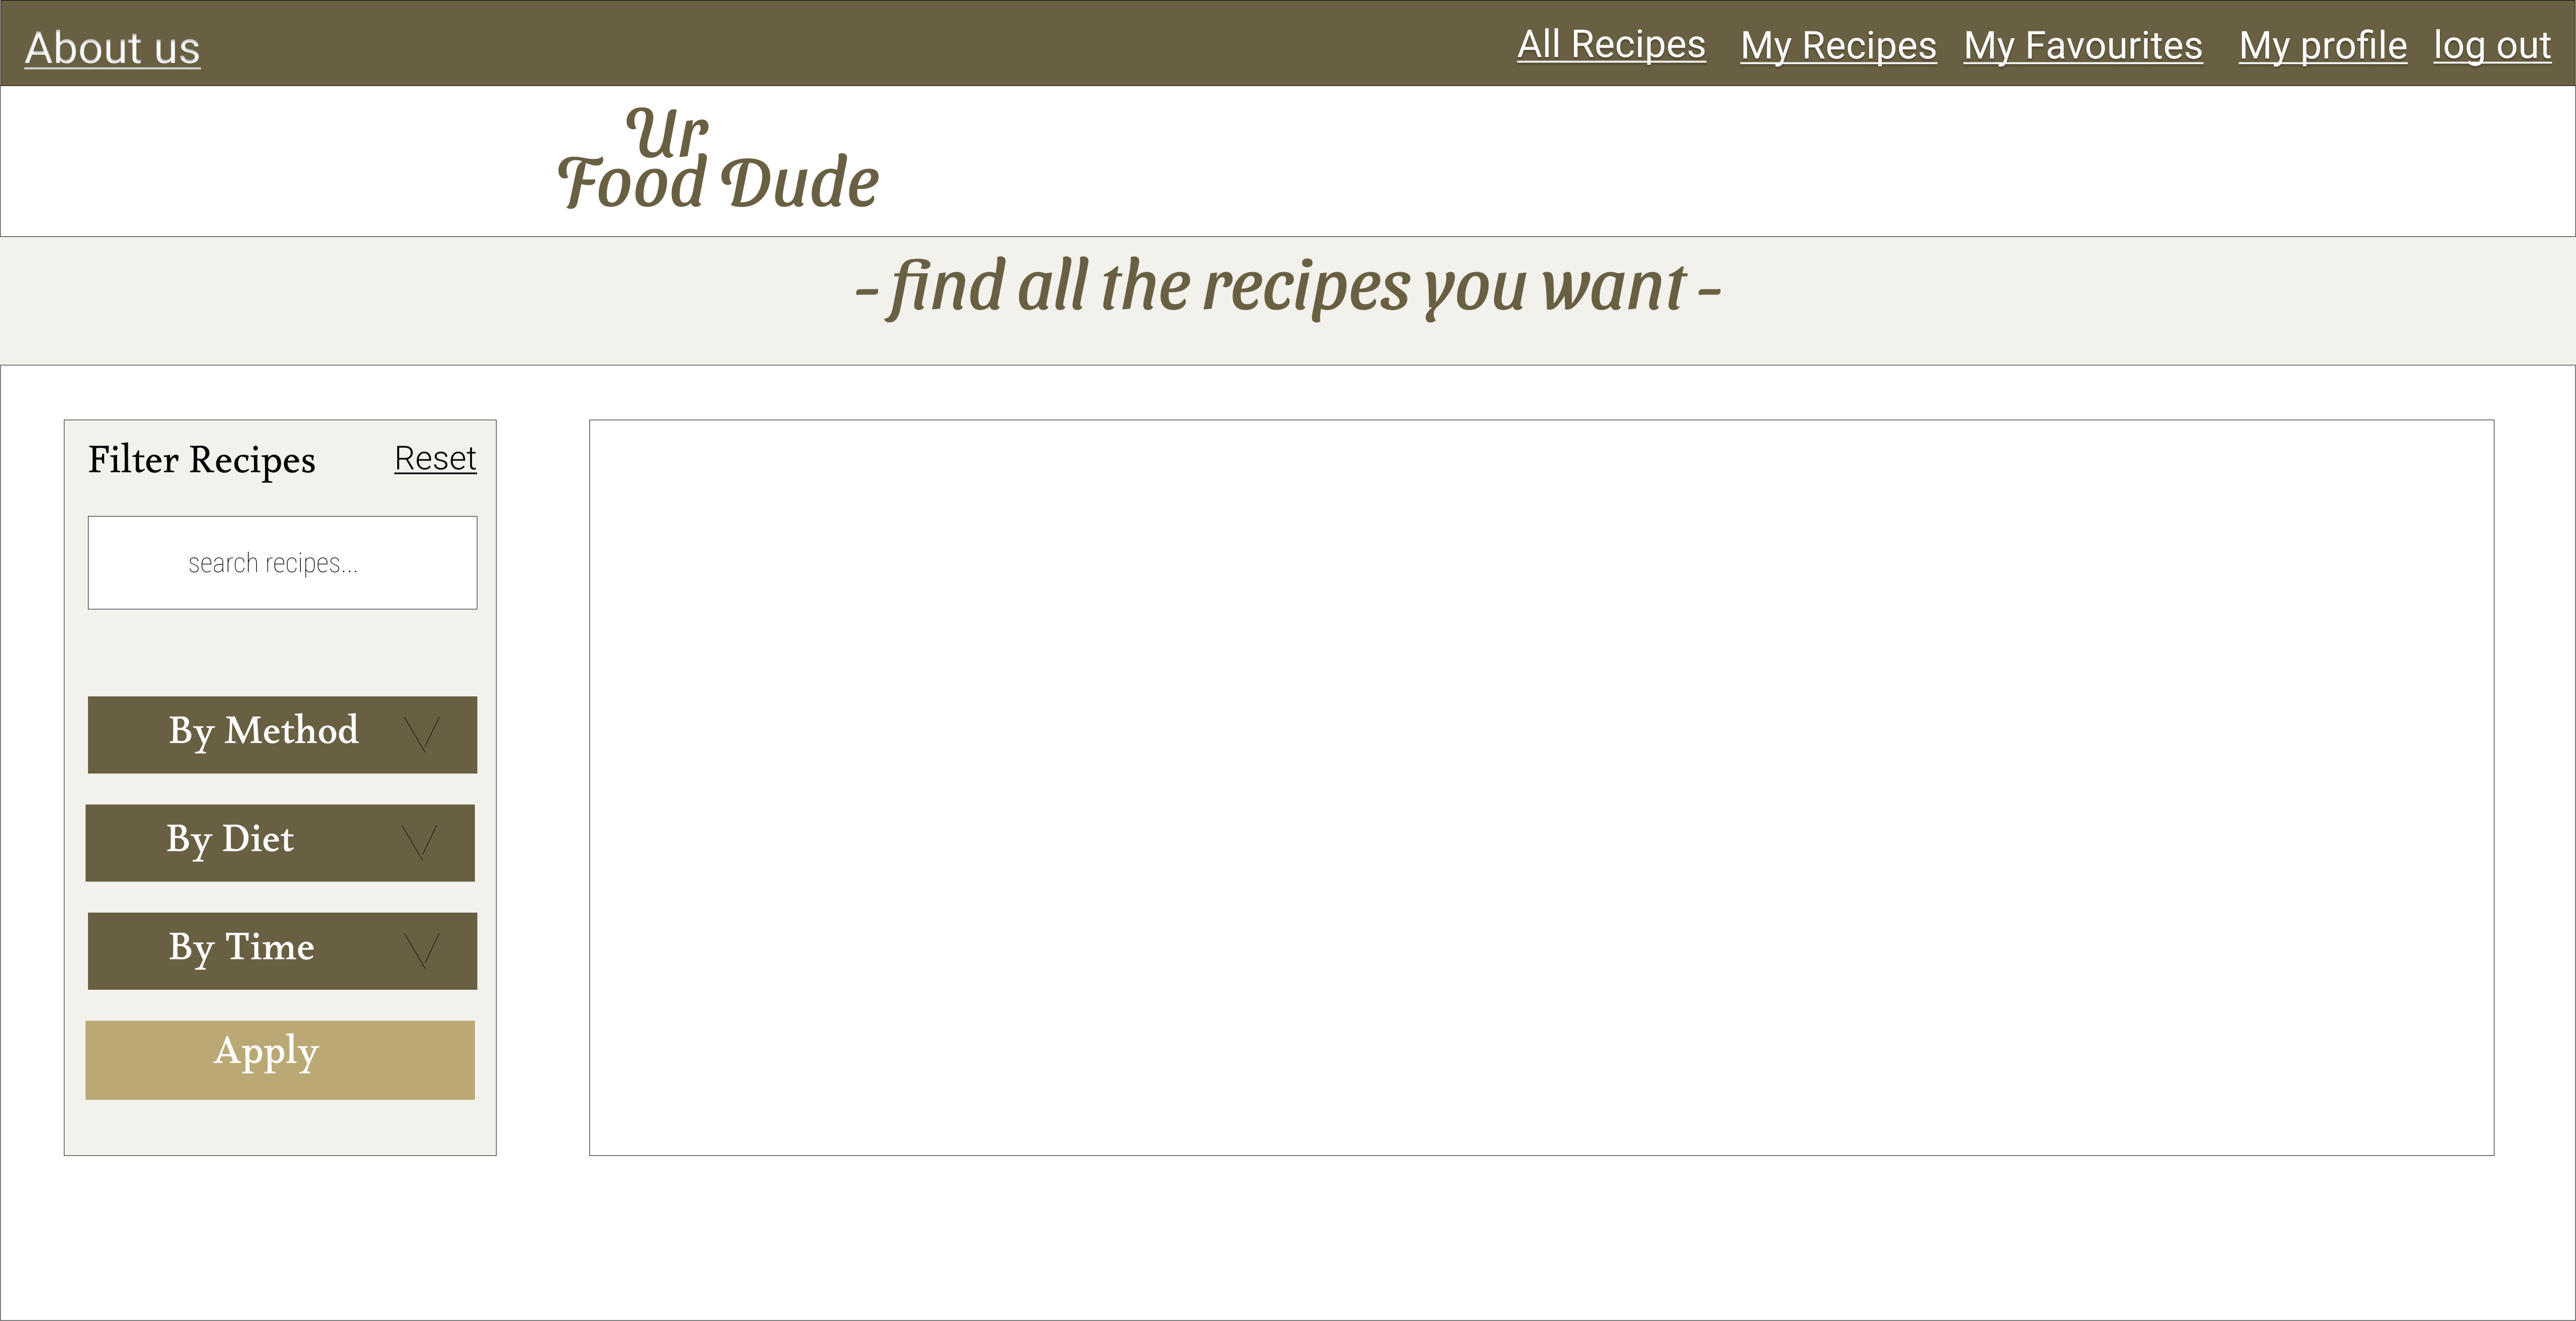 About us
All Recipes
My Recipes
My Favourites
My profile
log out
Ur
Food Dude
- find all the recipes you want -
Filter Recipes
Reset
search recipes...
By Method
By Diet
By Time
Apply